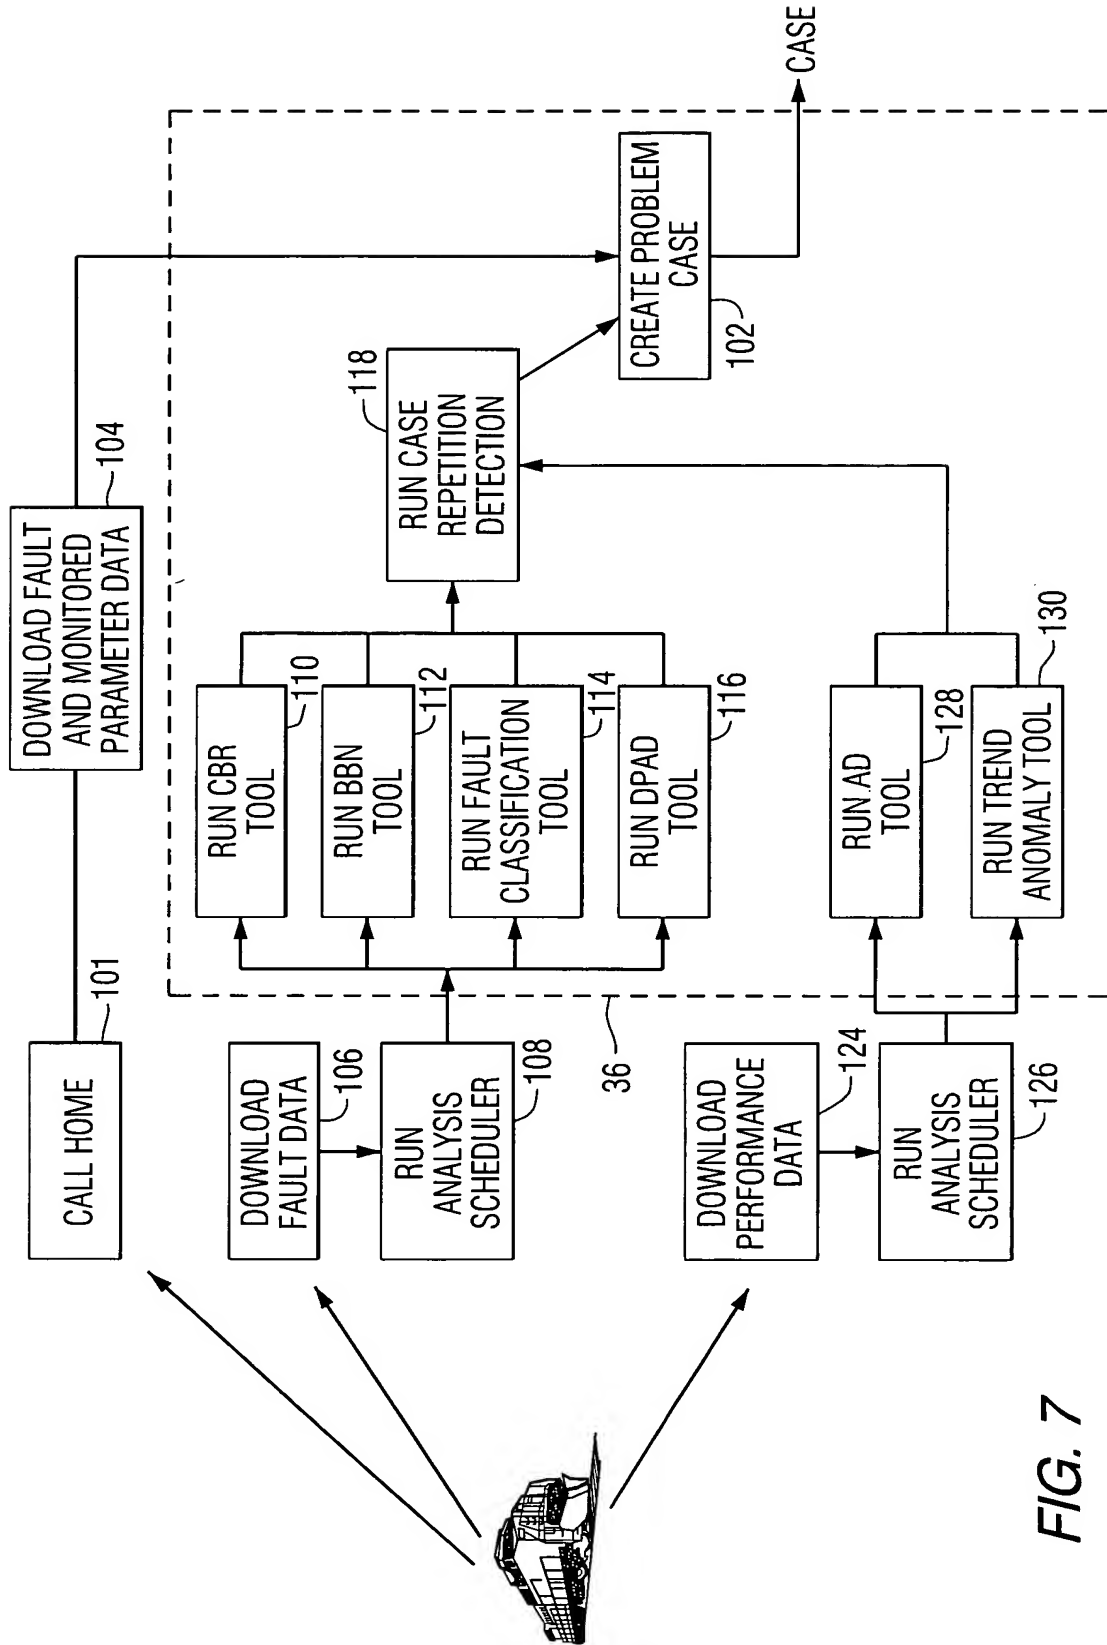 CALL HOME
101
DOWNLOAD FAULT
AND MONITORED
PARAMETER DATA
104
DOWNLOAD
FAULT DATA
106
RUN
ANALYSIS
SCHEDULER
108
RUN CBR
TOOL
110
RUN BBN
TOOL
112
RUN FAULT
CLASSIFICATION
TOOL
114
RUN DPAD
TOOL
116
RUN CASE
REPETITION
DETECTION
118
CREATE PROBLEM
CASE
102
CASE
36
DOWNLOAD
PERFORMANCE
DATA
124
RUN
ANALYSIS
SCHEDULER
126
RUN AD
TOOL
128
RUN TREND
ANOMALY TOOL
130
FIG. 7